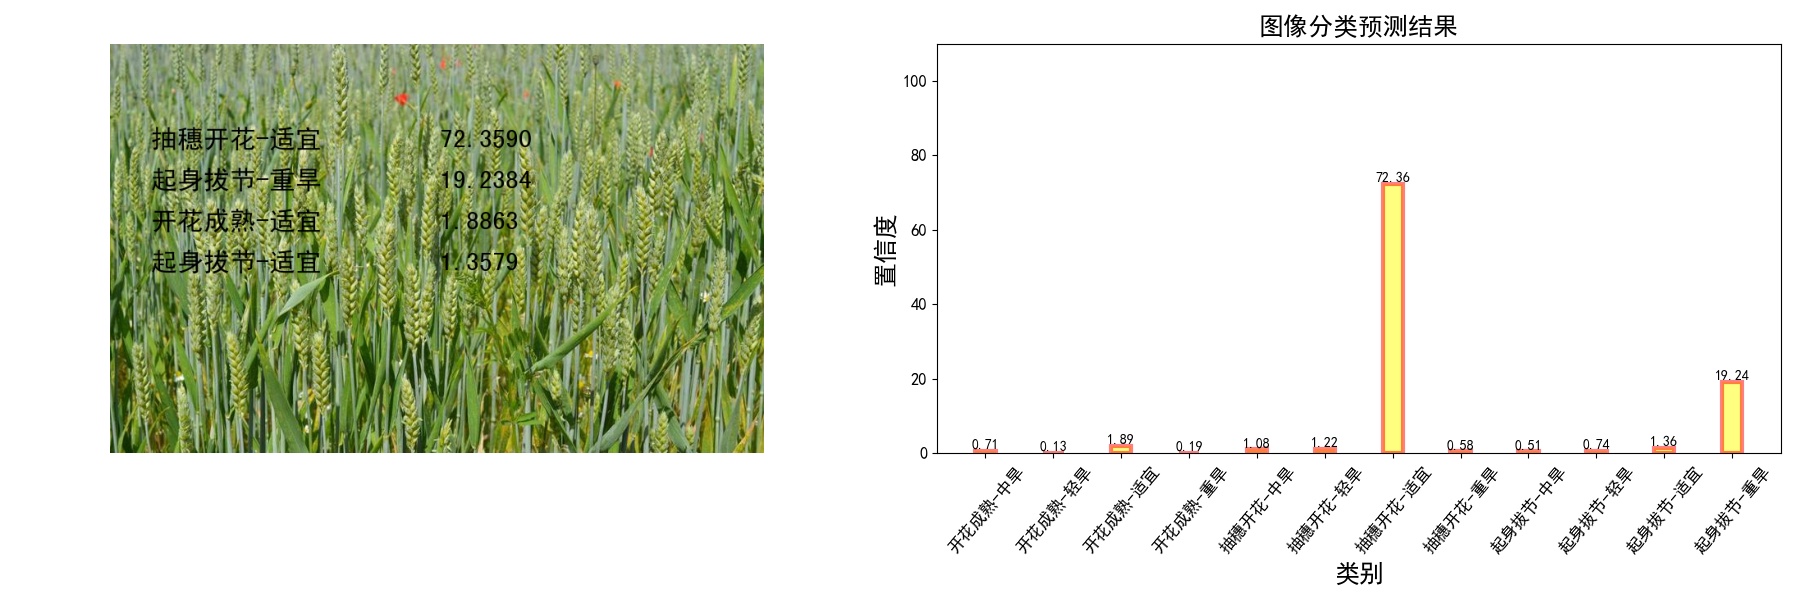 抽穗开花-适宜 72.3590
起身拔节-重旱 19.2384
开花成熟-适宜 1.8863
起身拔节-适宜 1.3579
图像分类预测结果
置信度
100
80
60
40
20
0
0.71
0.13
1.89
0.19
1.08
1.22
72.36
0.58
0.51
0.74
1.36
19.24
开花成熟-中旱
开花成熟-轻旱
开花成熟-适宜
开花成熟-重旱
抽穗开花-中旱
抽穗开花-轻旱
抽穗开花-适宜
抽穗开花-重旱
起身拔节-中旱
起身拔节-轻旱
起身拔节-适宜
起身拔节-重旱
类别